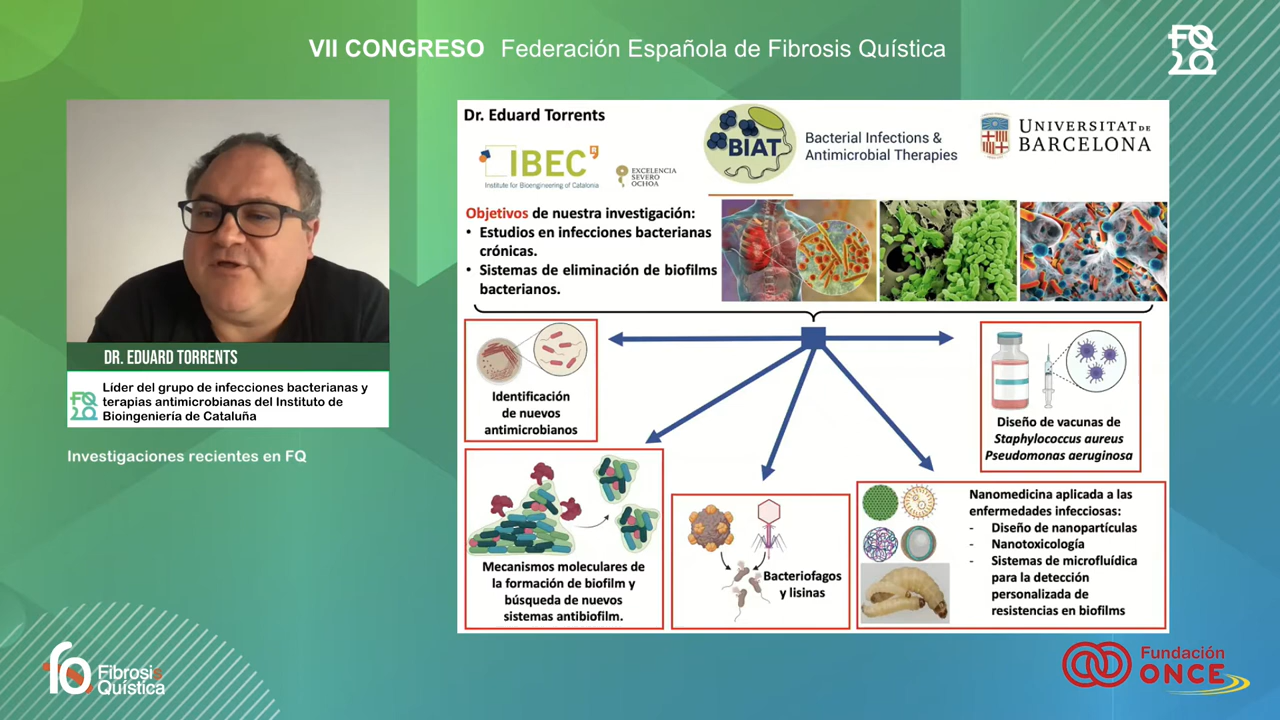 VII CONGRESO Federación Española de Fibrosis Quística
FQ
Dr. Eduard Torrents
IBEC
Institute for Bioengineering of Catalonia
EXCELENCIA
SEVERO
OCHOA
BIAT
Bacterial Infections &
Antimicrobial Therapies
UNIVERSITAT DE
BARCELONA
Objetivos de nuestra investigación:
• Estudios en infecciones bacterianas
crónicas.
• Sistemas de eliminación de biofilms
bacterianos.
Identificación
de nuevos
antimicrobianos
Diseño de vacunas de
Staphylococcus aureus
Pseudomonas aeruginosa
Mecanismos moleculares de
la formación de biofilm y
búsqueda de nuevos
sistemas antibiofilm.
Bacteriofagos
y lisinas
Nanomedicina aplicada a las
enfermedades infecciosas:
- Diseño de nanopartículas
- Nanotoxicología
- Sistemas de microfluídica
para la detección
personalizada de
resistencias en biofilms
DR. EDUARD TORRENTS
Líder del grupo de infecciones bacterianas y
terapias antimicrobianas del Instituto de
Bioingeniería de Cataluña
Investigaciones recientes en FQ
Fibrosis
Quística
Fundación
ONCE